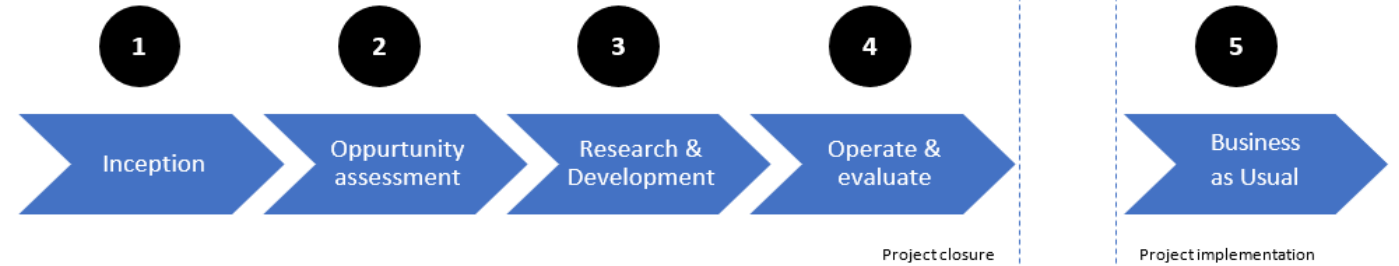 1
2
3
4
5
Inception
Oppurtunity
assessment
Research &
Development
Operate &
evaluate
Business
as Usual
Project closure
Project implementation